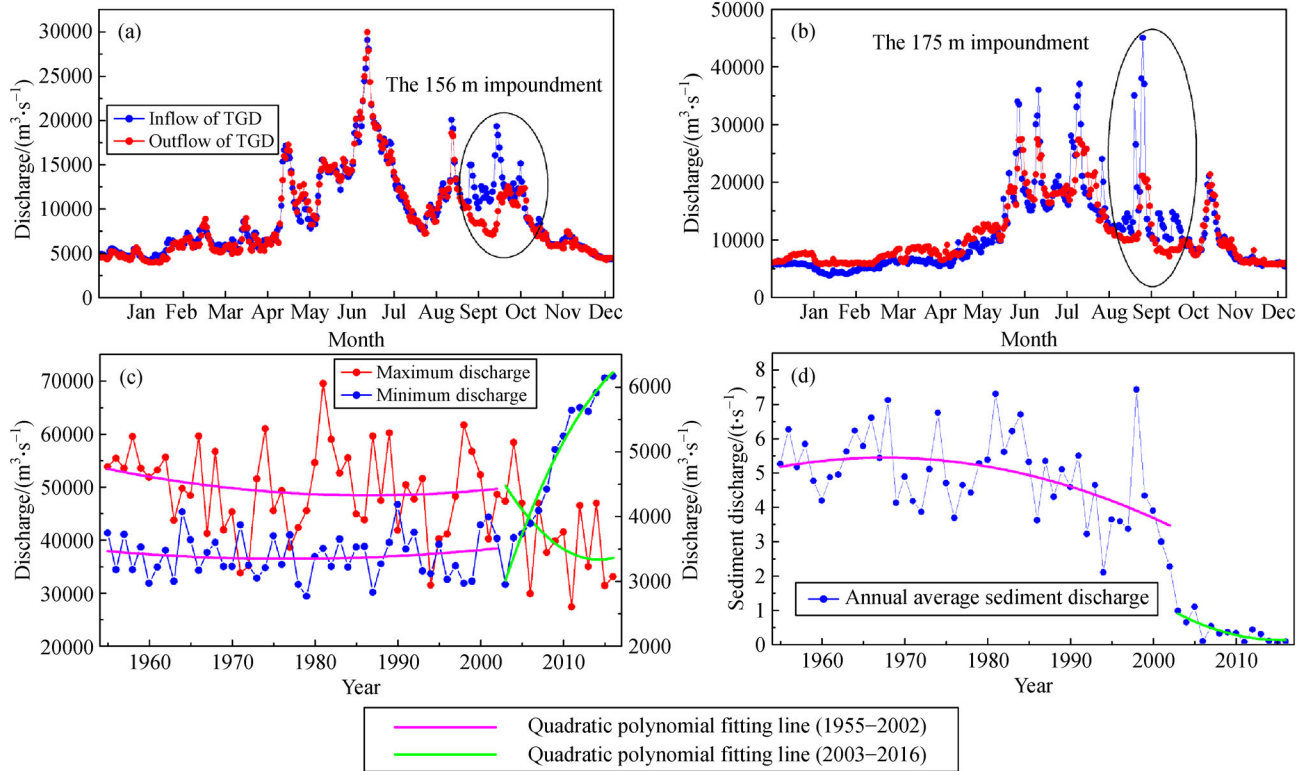 (a)
30000
25000
20000
15000
10000
5000
0
Discharge/(m³·s⁻¹)
Inflow of TGD
Outflow of TGD
The 156 m impoundment
Jan Feb Mar Apr May Jun Jul Aug Sept Oct Nov Dec
Month
(b)
50000
40000
30000
20000
10000
0
Discharge/(m³·s⁻¹)
The 175 m impoundment
Jan Feb Mar Apr May Jun Jul Aug Sept Oct Nov Dec
Month
(c)
70000
60000
50000
40000
30000
20000
Discharge/(m³·s⁻¹)
Maximum discharge
Minimum discharge
6000
5000
4000
3000
2000
Discharge/(m³·s⁻¹)
1960 1970 1980 1990 2000 2010
Year
(d)
8
7
6
5
4
3
2
1
0
Sediment discharge/(t·s⁻¹)
Annual average sediment discharge
1960 1970 1980 1990 2000 2010
Year
Quadratic polynomial fitting line (1955−2002)
Quadratic polynomial fitting line (2003−2016)